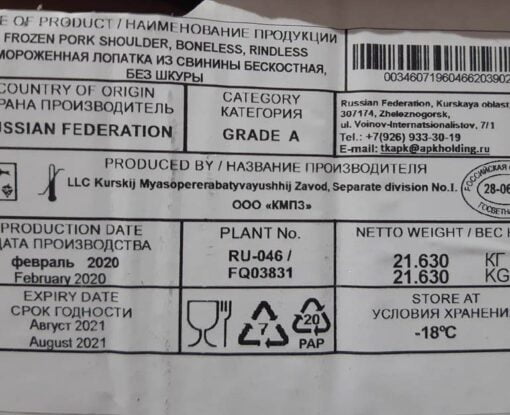 E OF PRODUCT / НАИМЕНОВАНИЕ ПРОДУКЦИИ
FROZEN PORK SHOULDER, BONELESS, RINDLESS
МОРОЖЕННАЯ ЛОПАТКА ИЗ СВИНИНЫ БЕСКОСТНАЯ,
БЕЗ ШКУРЫ
00346071960466203902
COUNTRY OF ORIGIN
РАНА ПРОИЗВОДИТЕЛЬ
USSIAN FEDERATION
CATEGORY
КАТЕГОРИЯ
GRADE A
Russian Federation, Kurskaya oblast
307174, Zheleznogorsk,
ul. Voinov-Internatsionalistov, 7/1
Tel.: +7(926) 933-30-19
E-mail: tkapk@apkholding.ru
PRODUCED BY / НАЗВАНИЕ ПРОИЗВОДИТЕЛЯ
LLC Kurskij Myasopererabatyvayushhij Zavod, Separate division No.I.
ООО «КМПЗ»
РОССИЙСКАЯ
28-06
ГОСВЕТНА
PRODUCTION DATE
ДАТА ПРОИЗВОДСТВА
февраль 2020
February 2020
PLANT No.
RU-046 /
FQ03831
NETTO WEIGHT / ВЕС Н
21.630 КГ
21.630 KG
EXPIRY DATE
СРОК ГОДНОСТИ
Август 2021
August 2021
7
20
PAP
STORE AT
УСЛОВИЯ ХРАНЕНИ
-18ºC